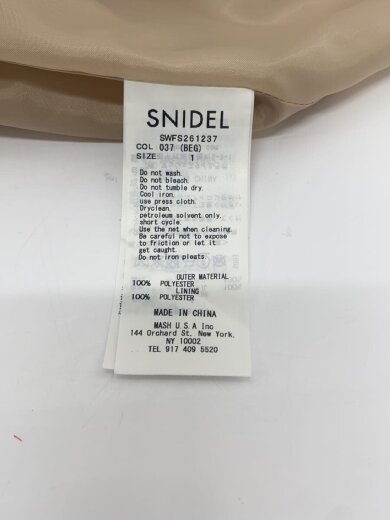 SNIDEL
SWFS261237
COL 037 (BEG)
SIZE 1
Do not wash.
Do not bleach.
Do not tumble dry.
Cool iron.
use press cloth.
Dryclean.
petroleum solvent only.
short cycle.
Use the net when cleaning.
Be careful not to expose
to friction or let it
get caught.
Do not iron pleats.
OUTER MATERIAL
100% POLYESTER
LINING
100% POLYESTER
MADE IN CHINA
MASH U.S.A Inc
144 Orchard St. New York.
NY 10002
TEL 917 409 5520